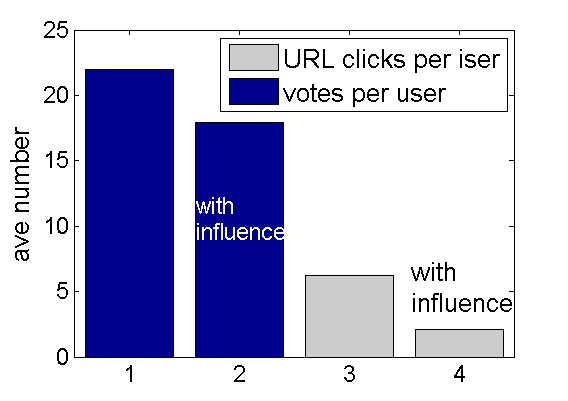 25
URL clicks per iser
votes per user
20
15
ave number
with
influence
10
with
influence
5
0
1 2 3 4